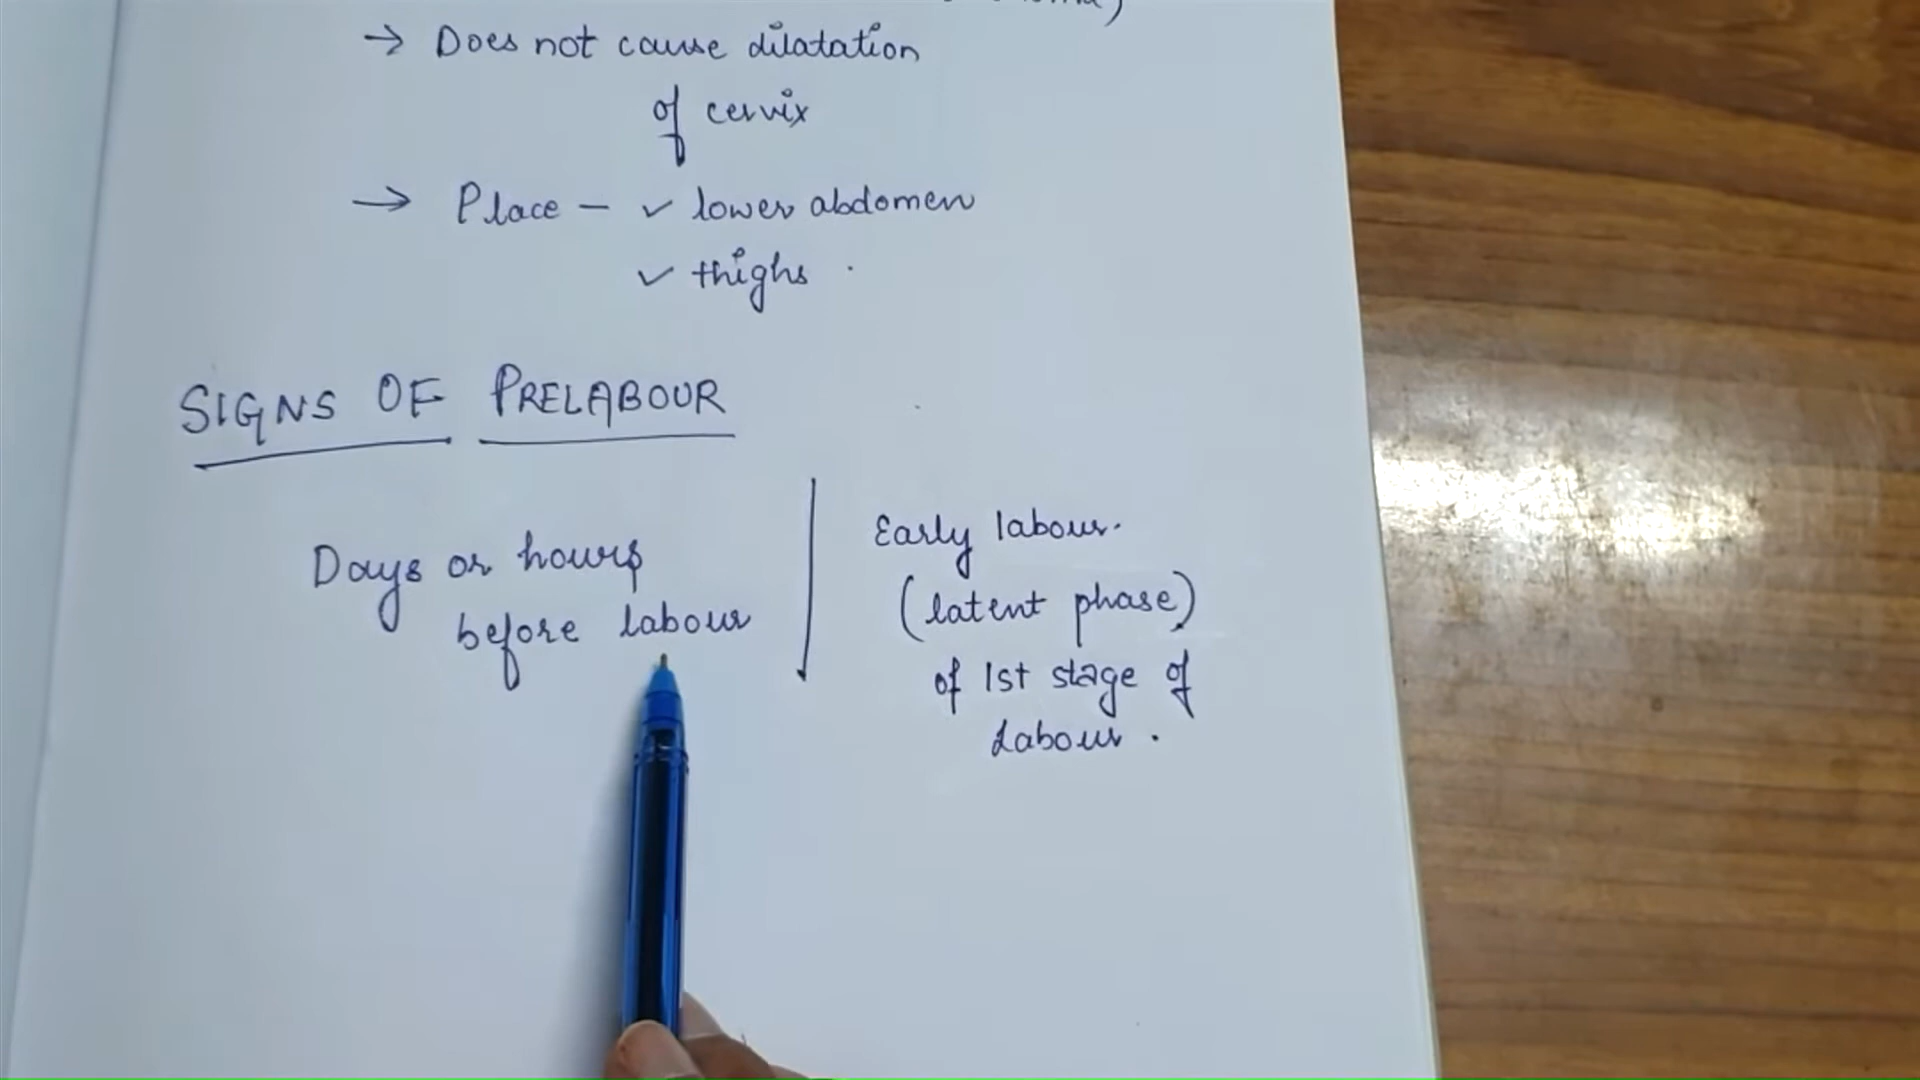 → Does not cause dilatation
of cervix
→ Place - ✓ lower abdomen
✓ thighs.
SIGNS OF PRELABOUR
Days or hours
before labour
Early labour.
(latent phase)
of 1st stage of
Labour.